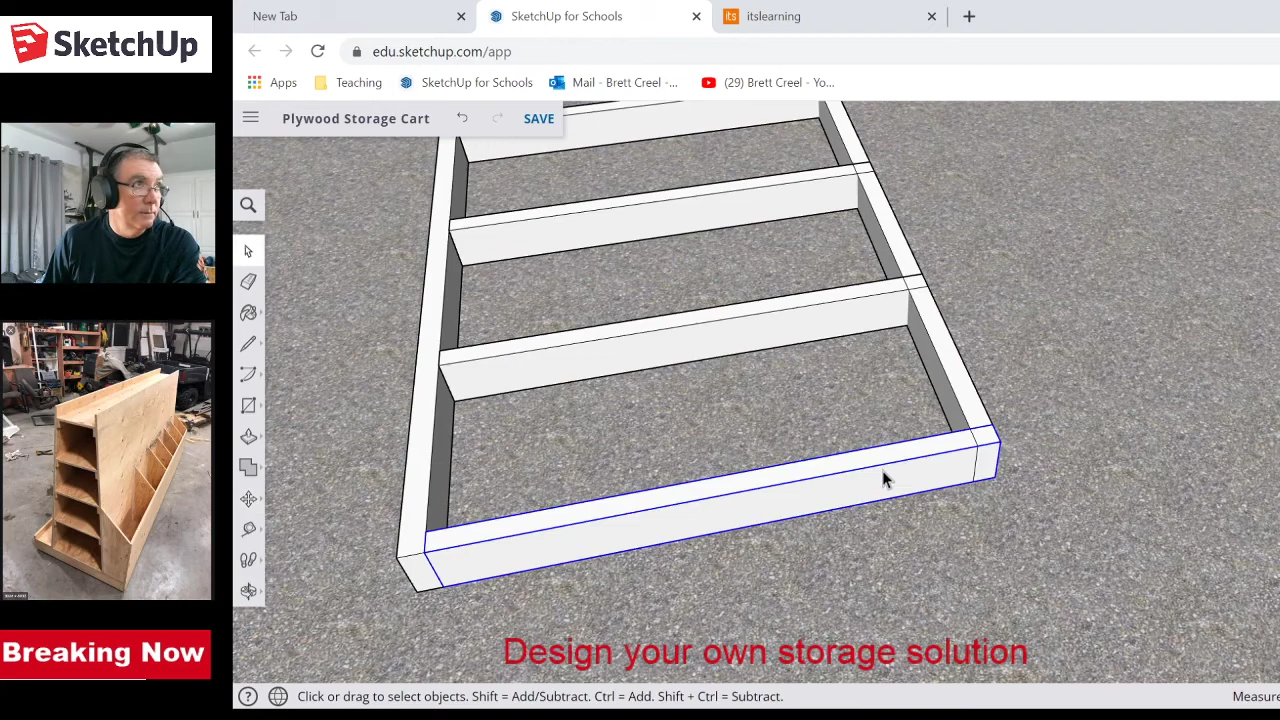 SketchUp
New Tab
SketchUp for Schools
its itslearning
edu.sketchup.com/app
Apps Teaching SketchUp for Schools Mail - Brett Creel -... (29) Brett Creel - Yo...
Plywood Storage Cart SAVE
Breaking Now
Design your own storage solution
Click or drag to select objects. Shift = Add/Subtract. Ctrl = Add. Shift + Ctrl = Subtract. Measure